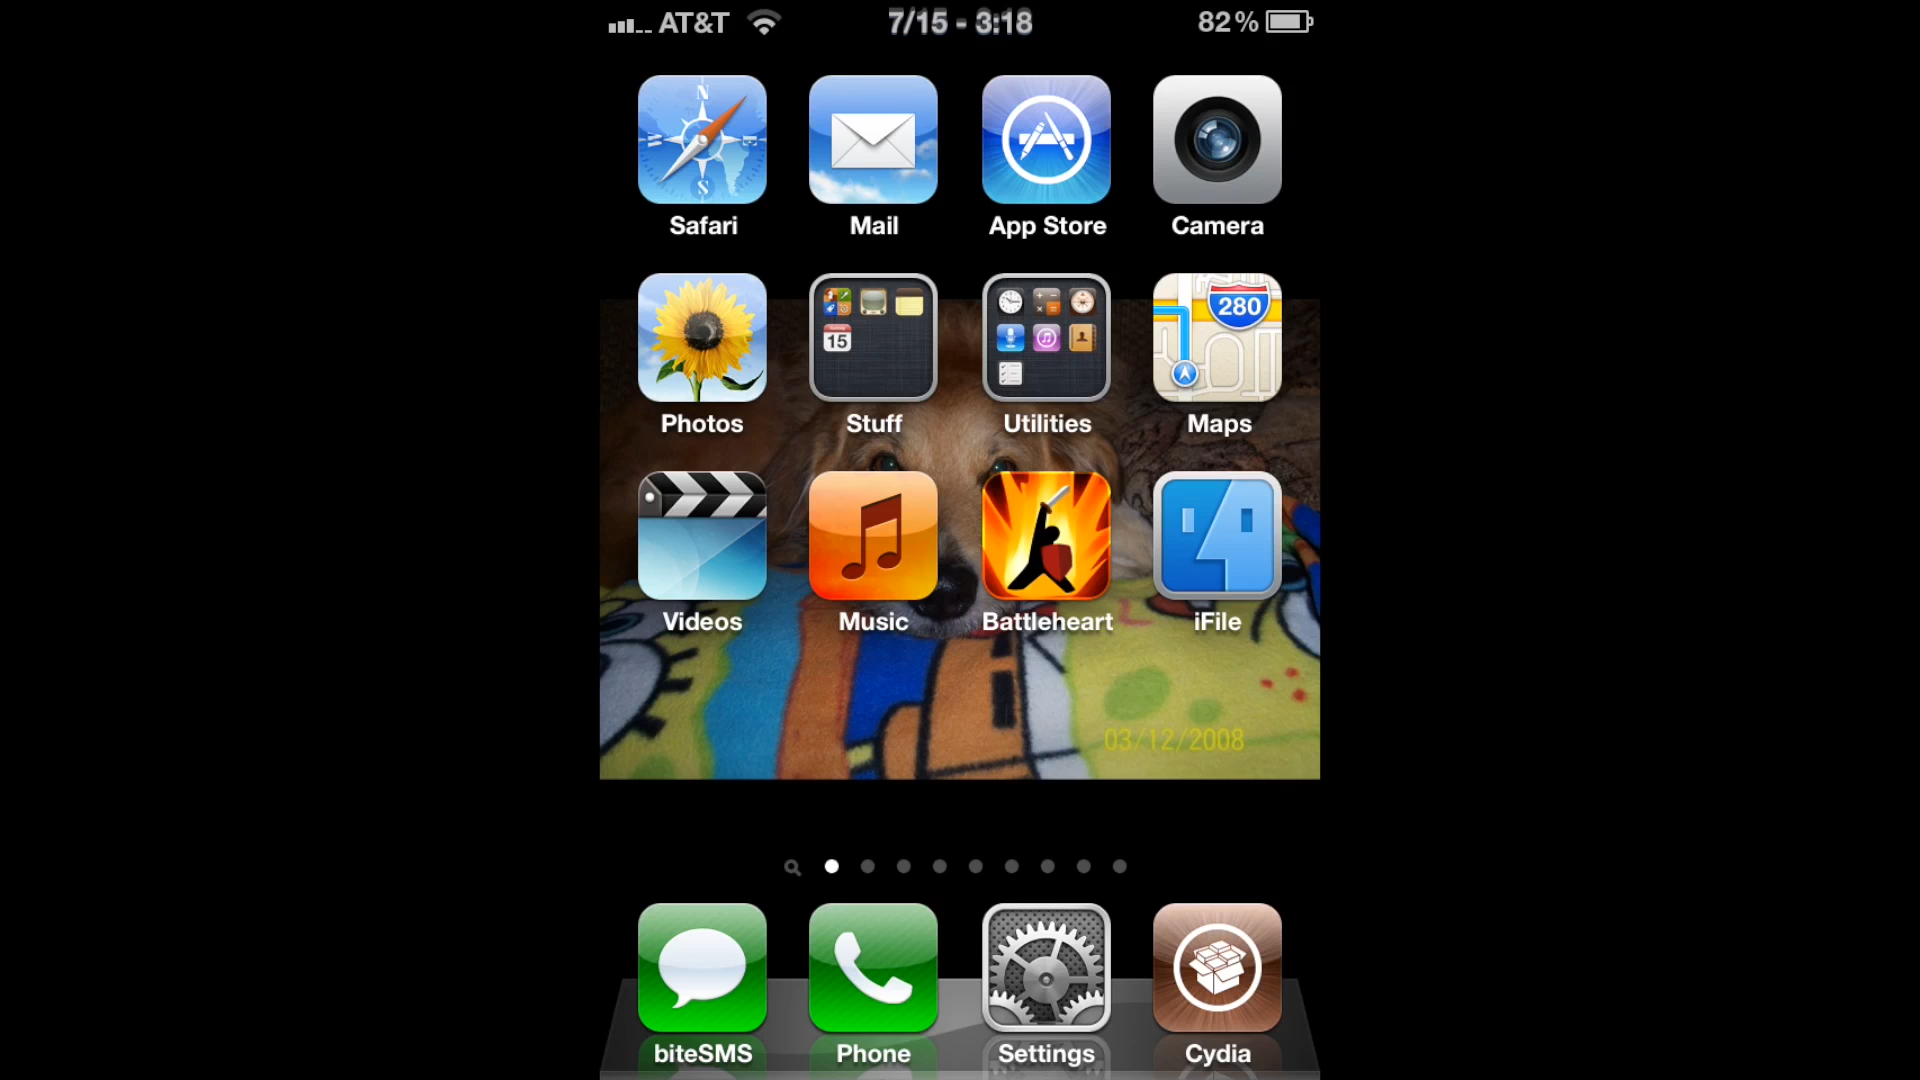 AT&T 7/15 - 3:18 82%
N
S
Safari Mail App Store Camera
15
280
Photos Stuff Utilities Maps
Videos Music Battleheart iFile
03/12/2008
biteSMS Phone Settings Cydia